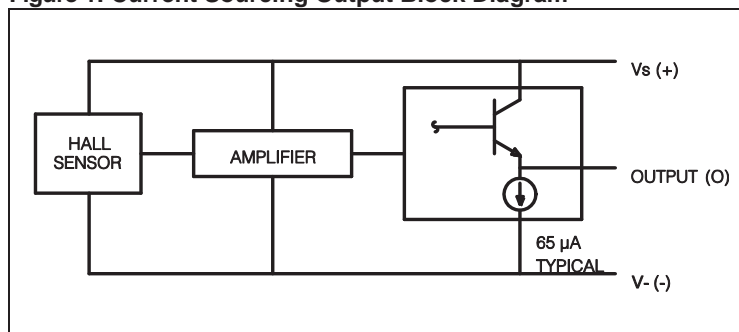 Figure 1. Current Sourcing Output Block Diagram
Vs (+)
HALL
SENSOR
AMPLIFIER
OUTPUT (O)
65 µA
TYPICAL
V- (-)